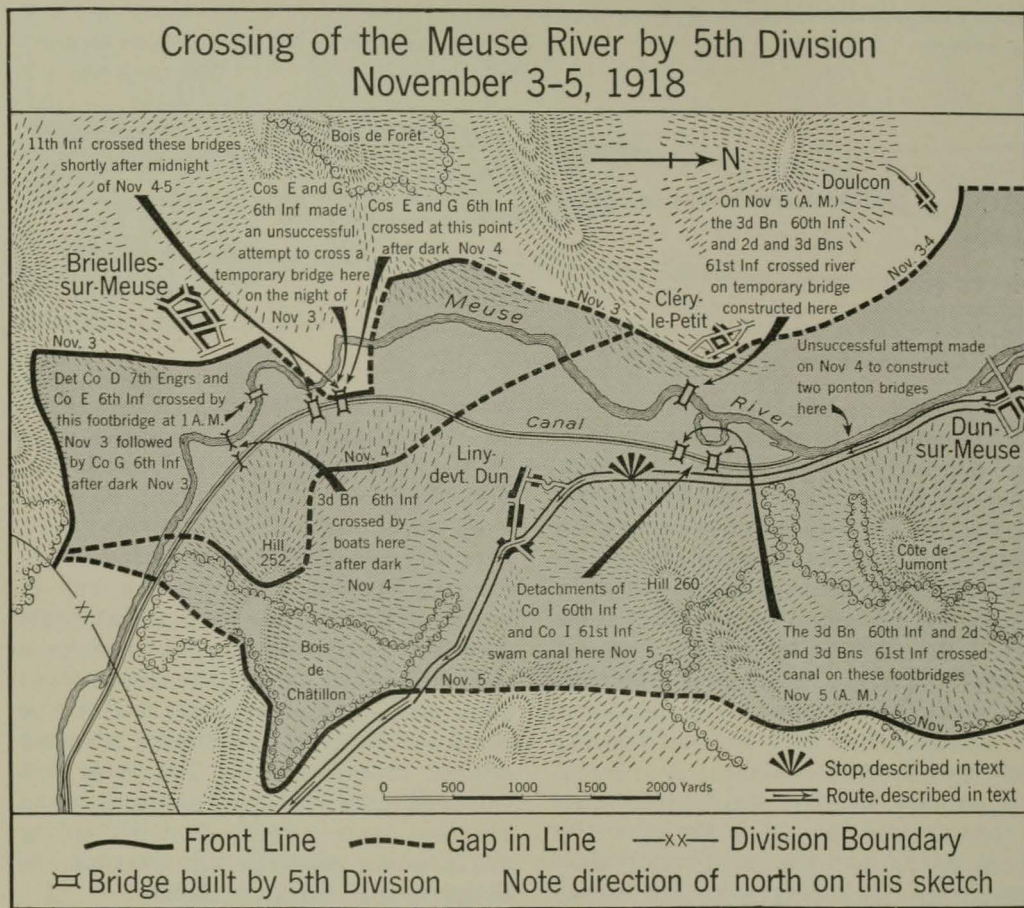 Crossing of the Meuse River by 5th Division
November 3-5, 1918
11th Inf crossed these bridges
shortly after midnight
of Nov 4-5
Bois de Forêt
N
Doulcon
Cos E and G
6th Inf made
an unsuccessful
attempt to cross a
temporary bridge here
on the night of
Nov 3
Cos E and G 6th Inf
crossed at this point
after dark Nov 4
On Nov 5 (A. M.)
the 3d Bn 60th Inf
and 2d and 3d Bns
61st Inf crossed river
on temporary bridge
constructed here
Nov. 3-4
Brieulles-
sur-Meuse
Meuse
Nov. 3
Cléry-
le-Petit
Nov. 3
Unsuccessful attempt made
on Nov 4 to construct
two ponton bridges
here
Det Co D 7th Engrs and
Co E 6th Inf crossed by
this footbridge at 1 A.M.
Nov 3 followed
by Co G 6th Inf
after dark Nov 3
River
Canal
Dun-
sur-Meuse
Nov. 4
Liny-
devt. Dun
3d Bn 6th Inf
crossed by
boats here
after dark
Nov 4
Hill
252
Côte de
Jumont
Detachments of
Co I 60th Inf
and Co I 61st Inf
swam canal here Nov 5
Hill 260
XX
The 3d Bn 60th Inf and 2d
and 3d Bns 61st Inf crossed
canal on these footbridges
Nov 5 (A. M.)
Bois
de
Châtillon
Nov. 5
Nov. 5
Stop, described in text
0 500 1000 1500 2000 Yards
Route, described in text
Front Line Gap in Line XX Division Boundary
Bridge built by 5th Division Note direction of north on this sketch